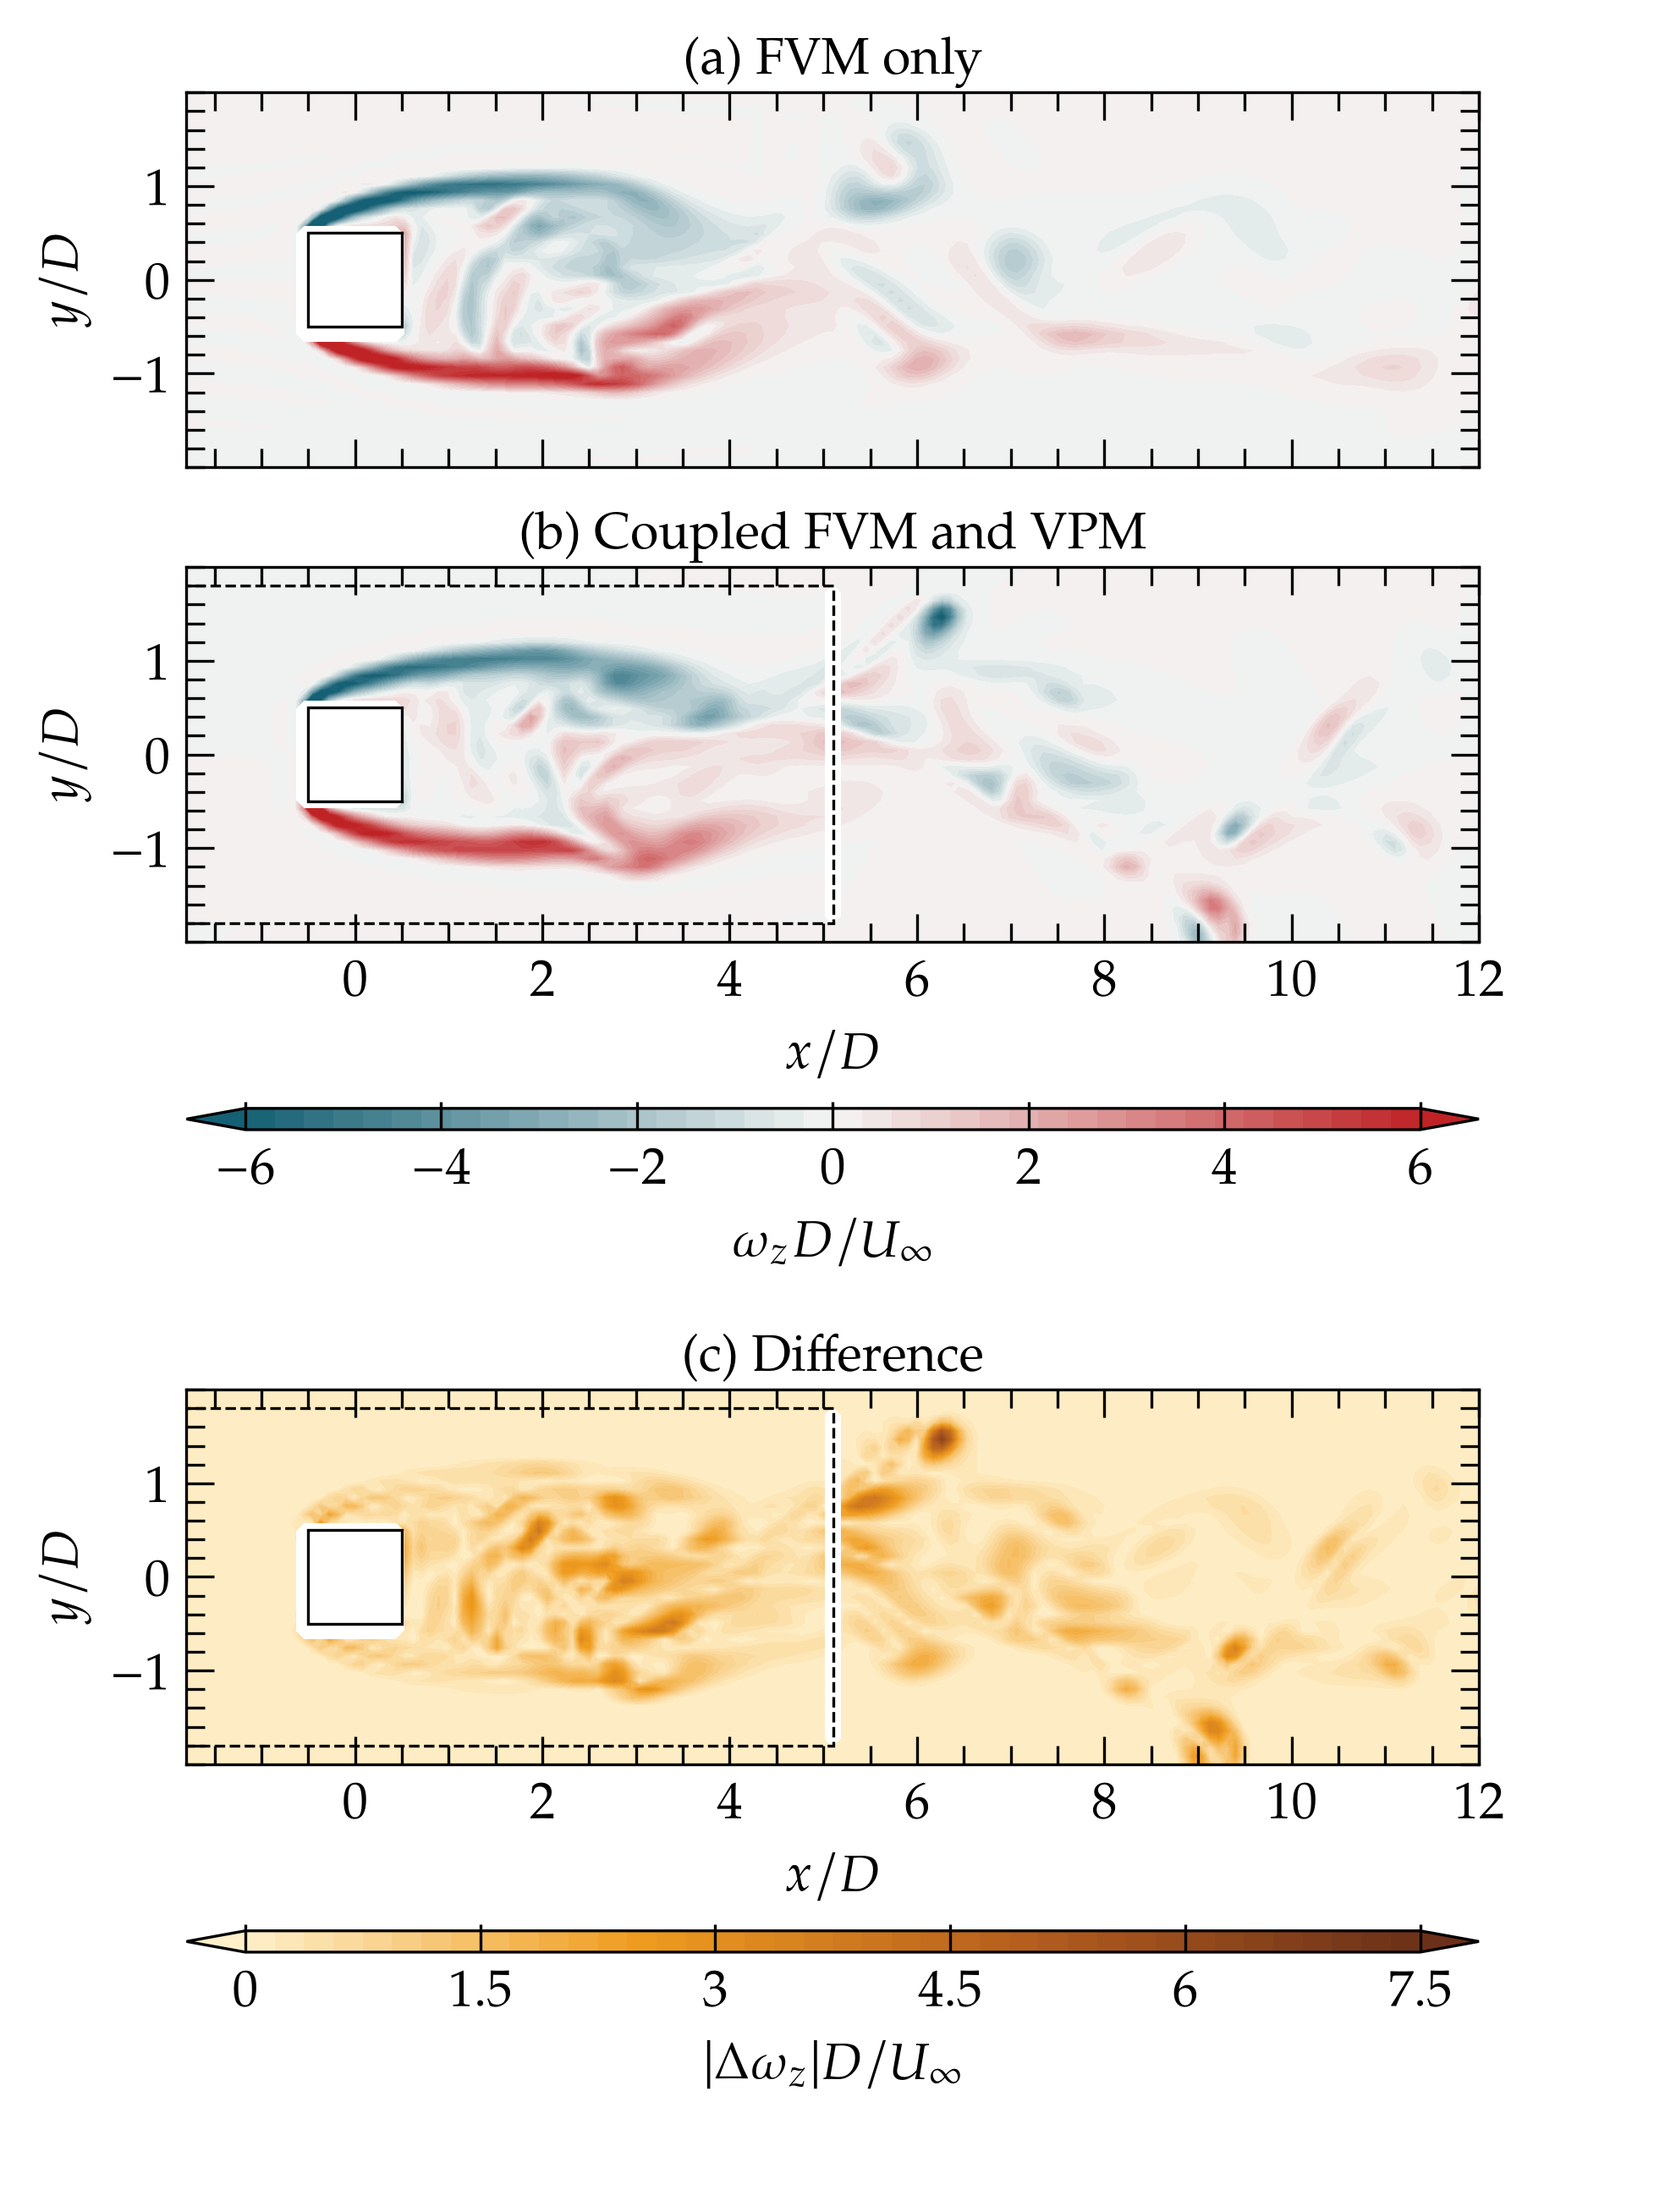 (a) FVM only
y/D
1
0
−1
(b) Coupled FVM and VPM
y/D
1
0
−1
0 2 4 6 8 10 12
x/D
−6 −4 −2 0 2 4 6
ω_z D/U_∞
(c) Difference
y/D
1
0
−1
0 2 4 6 8 10 12
x/D
0 1.5 3 4.5 6 7.5
|Δω_z|D/U_∞